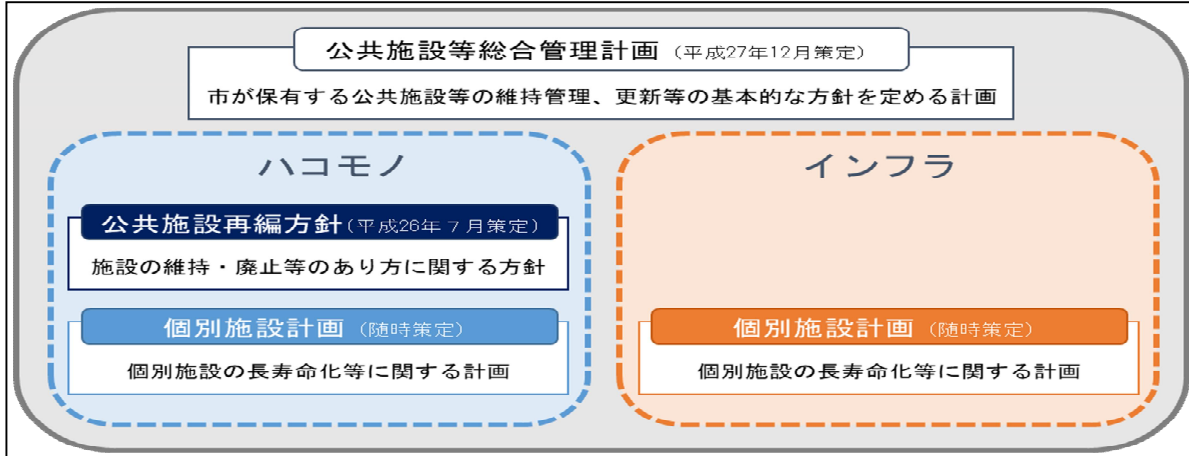 公共施設等総合管理計画（平成27年12月策定）
市が保有する公共施設等の維持管理、更新等の基本的な方針を定める計画
ハコモノ
公共施設再編方針（平成26年７月策定）
施設の維持・廃止等のあり方に関する方針
個別施設計画（随時策定）
個別施設の長寿命化等に関する計画
インフラ
個別施設計画（随時策定）
個別施設の長寿命化等に関する計画